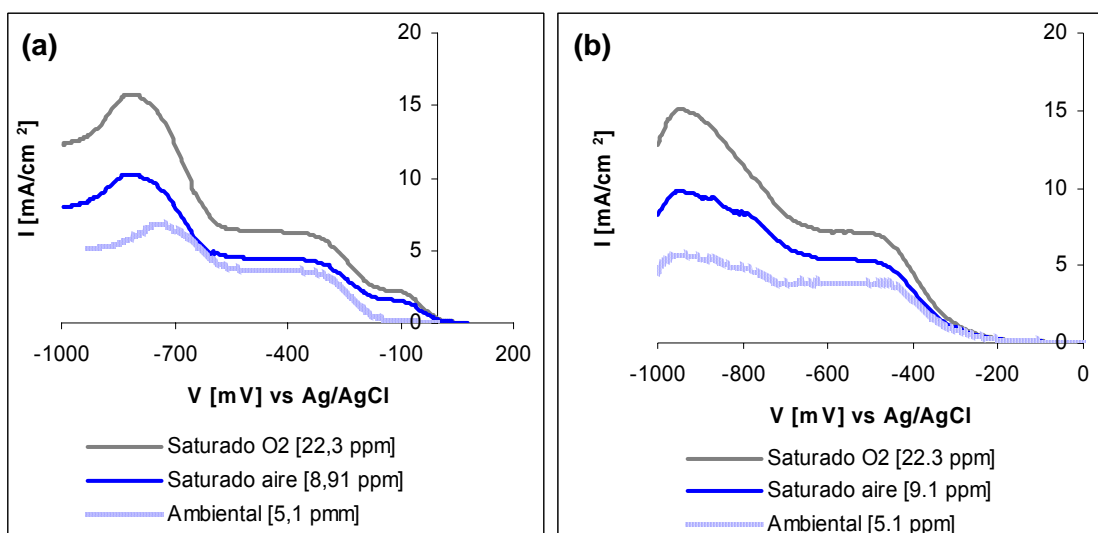 (a)
20
15
10
5
0
I [mA/cm ²]
-1000 -700 -400 -100 200
V [mV] vs Ag/AgCl
Saturado O2 [22,3 ppm]
Saturado aire [8,91 ppm]
Ambiental [5,1 pmm]
(b)
20
15
10
5
0
I [mA/cm ²]
-1000 -800 -600 -400 -200 0
V [mV] vs Ag/AgCl
Saturado O2 [22.3 ppm]
Saturado aire [9.1 ppm]
Ambiental [5.1 ppm]